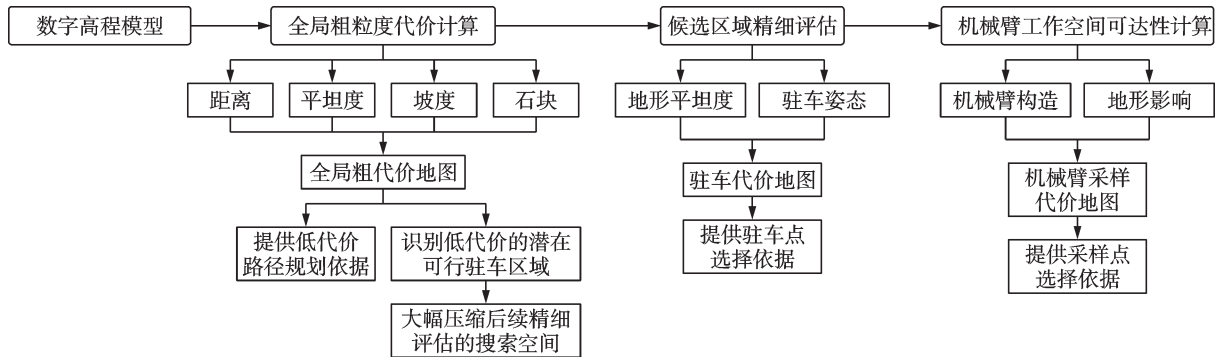 数字高程模型
全局粗粒度代价计算
候选区域精细评估
机械臂工作空间可达性计算
距离
平坦度
坡度
石块
地形平坦度
驻车姿态
机械臂构造
地形影响
全局粗代价地图
驻车代价地图
机械臂采样
代价地图
提供低代价
路径规划依据
识别低代价的潜在
可行驻车区域
提供驻车点
选择依据
提供采样点
选择依据
大幅压缩后续精细
评估的搜索空间